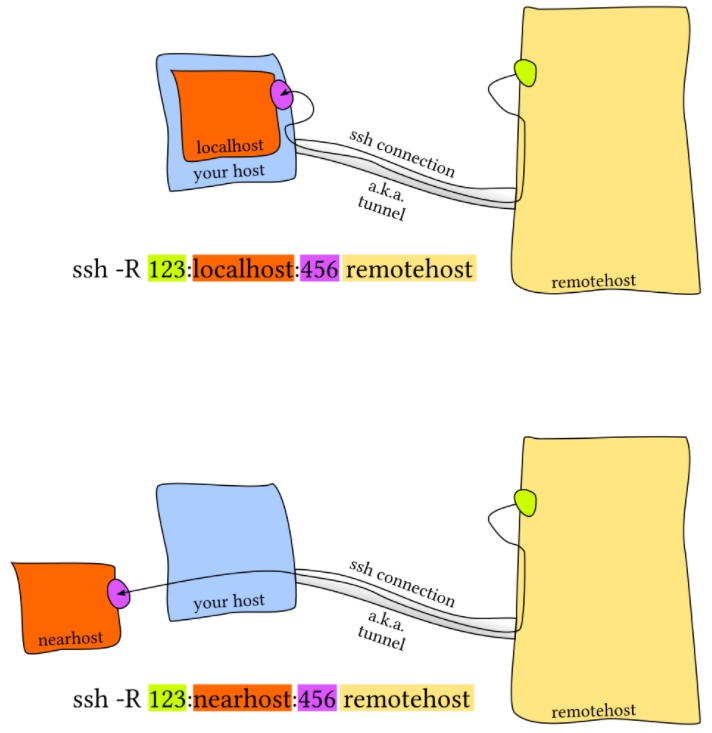 ssh connection
localhost
your host
a.k.a.
tunnel
ssh -R 123:localhost:456 remotehost
remotehost
ssh connection
your host
a.k.a.
tunnel
nearhost
ssh -R 123:nearhost:456 remotehost
remotehost